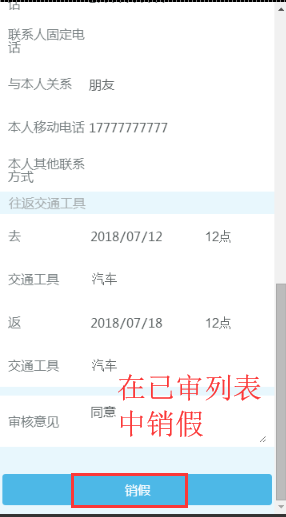 话
联系人固定电
话
与本人关系 朋友
本人移动电话 17777777777
本人其他联系
方式
往返交通工具
去 2018/07/12 12点
交通工具 汽车
返 2018/07/18 12点
交通工具 汽车
在已审列表
中销假
审核意见 同意
销假